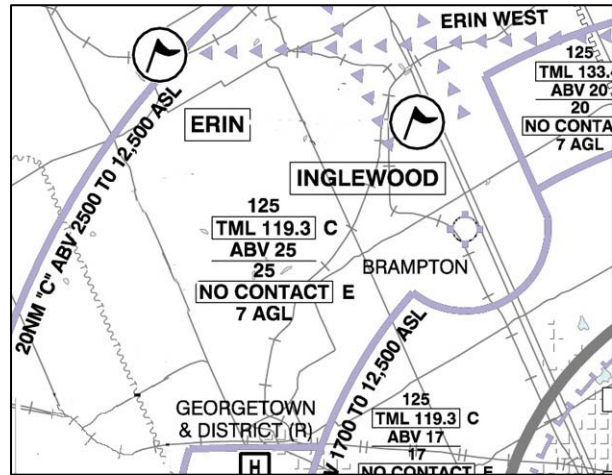 ERIN WEST
125
TML 133.4
ABV 20
20
NO CONTA
7 AGL
ERIN
INGLEWOOD
20NM "C" ABV 2500 TO 12,500 ASL
125
TML 119.3 C
ABV 25
25
NO CONTACT E
7 AGL
BRAMPTON
V 1700 TO 12,500 ASL
GEORGETOWN
& DISTRICT (R)
H
125
TML 119.3 C
ABV 17
17
NO CONTACT E